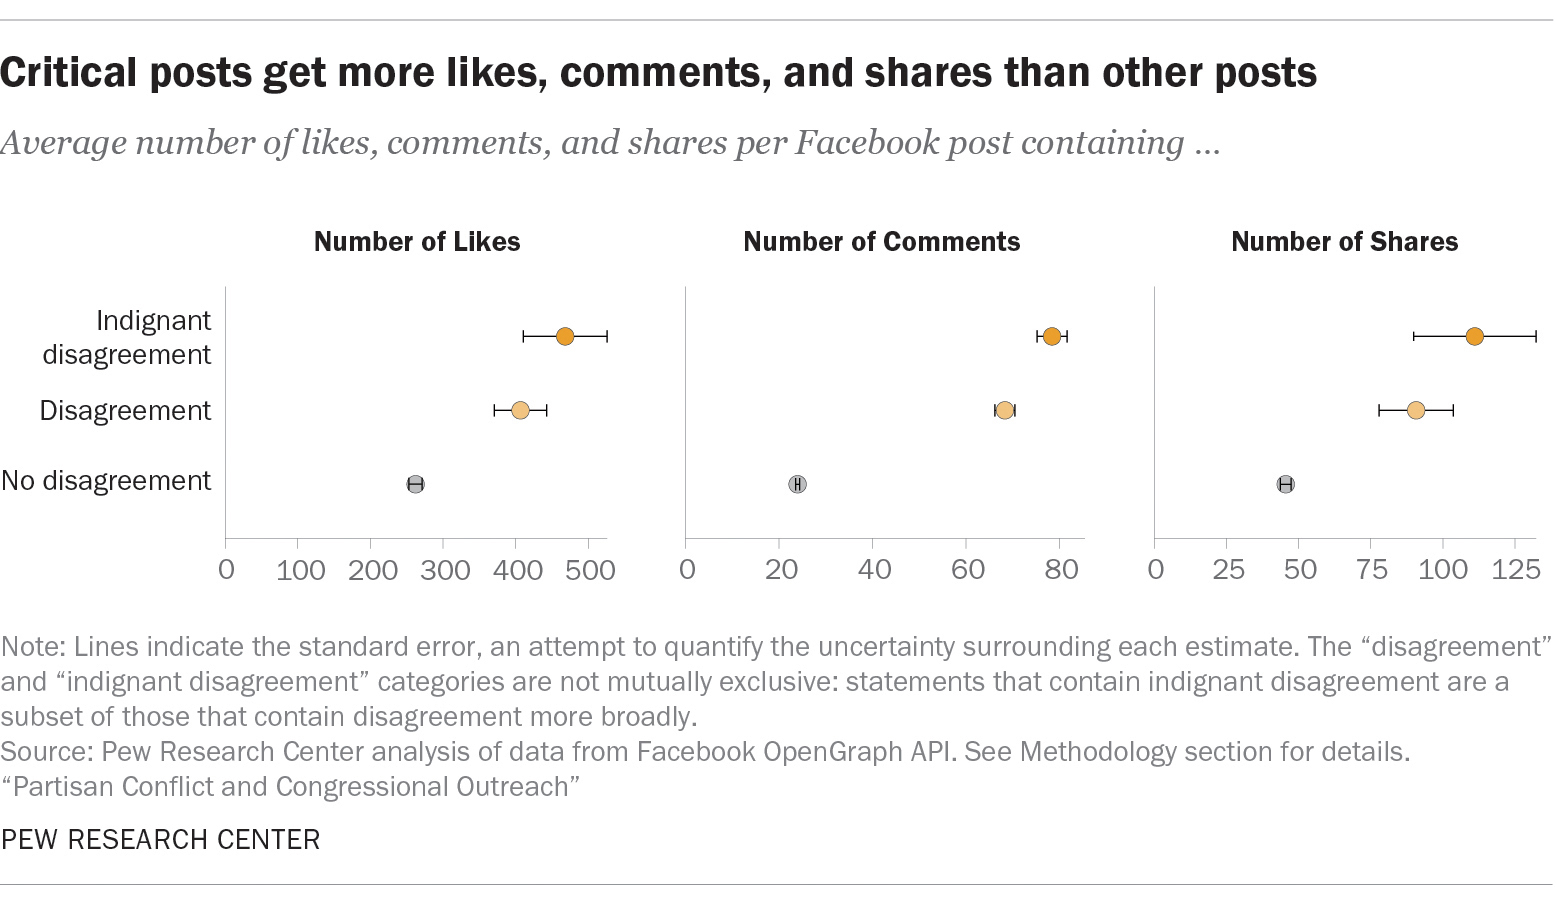 Critical posts get more likes, comments, and shares than other posts
Average number of likes, comments, and shares per Facebook post containing ...
Number of Likes
Number of Comments
Number of Shares
Indignant
disagreement
Disagreement
No disagreement
0 100 200 300 400 500
0 20 40 60 80
0 25 50 75 100 125
Note: Lines indicate the standard error, an attempt to quantify the uncertainty surrounding each estimate. The “disagreement”
and “indignant disagreement” categories are not mutually exclusive: statements that contain indignant disagreement are a
subset of those that contain disagreement more broadly.
Source: Pew Research Center analysis of data from Facebook OpenGraph API. See Methodology section for details.
“Partisan Conflict and Congressional Outreach”
PEW RESEARCH CENTER